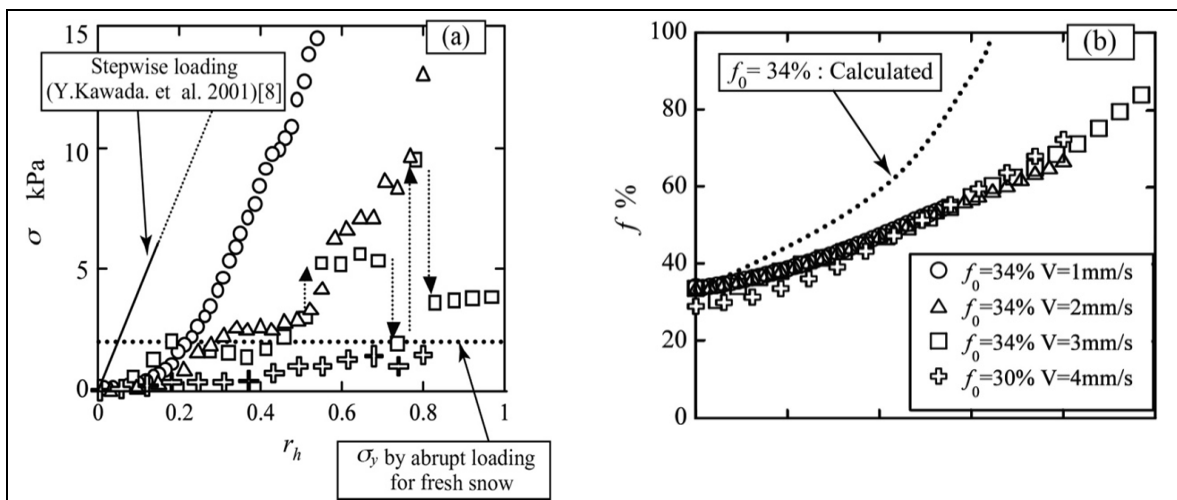 15
10
5
0
σ kPa
0
0.2
0.4
0.6
0.8
1
r_h
(a)
Stepwise loading
(Y.Kawada. et al. 2001)[8]
σ_y by abrupt loading
for fresh snow
100
80
60
40
20
0
f %
(b)
f_0= 34% : Calculated
f_0=34% V=1mm/s
f_0=34% V=2mm/s
f_0=34% V=3mm/s
f_0=30% V=4mm/s